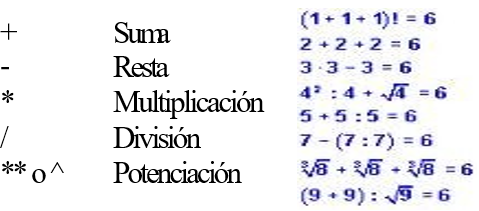 + Suma
- Resta
* Multiplicación
/ División
** o ^ Potenciación
(1 + 1 + 1)! = 6
2 + 2 + 2 = 6
3 · 3 - 3 = 6
4² : 4 + √4 = 6
5 + 5 : 5 = 6
7 - (7 : 7) = 6
∛8 + ∛8 + ∛8 = 6
(9 + 9) : √9 = 6